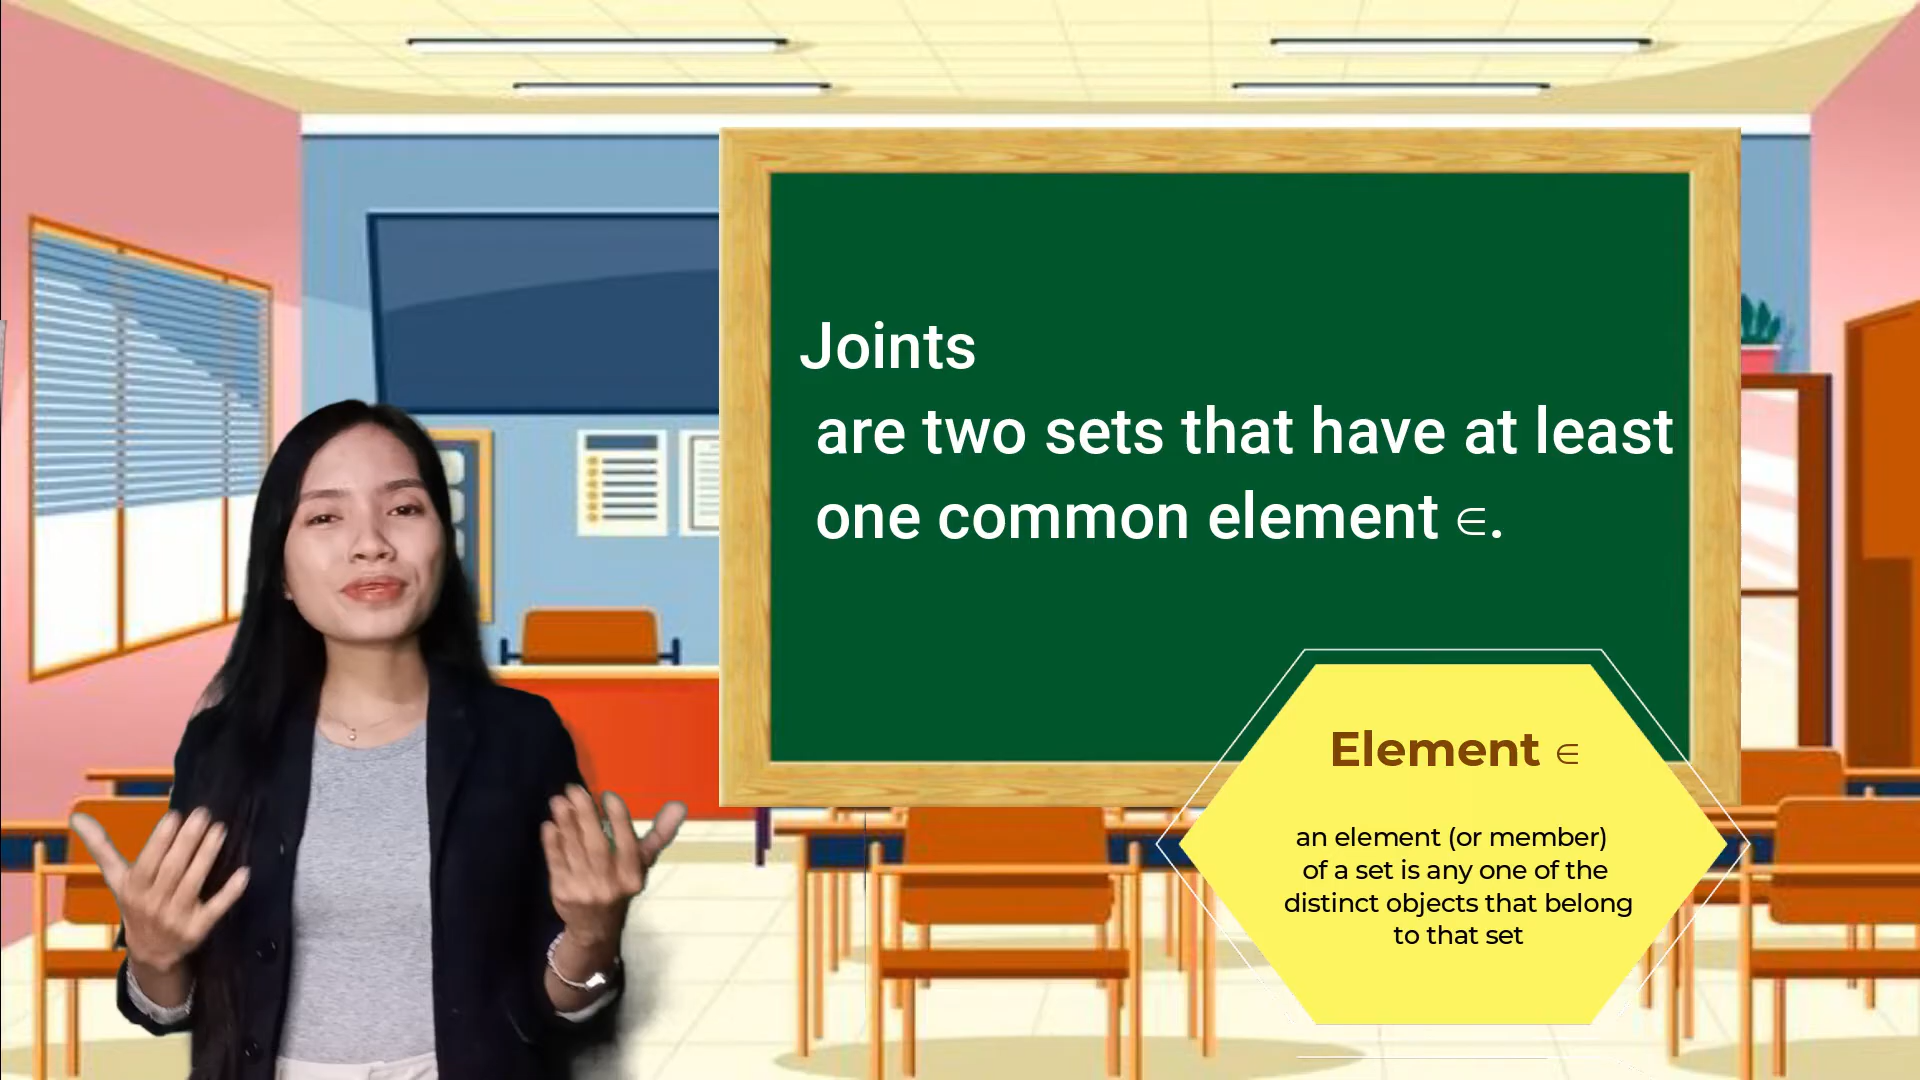 Joints
are two sets that have at least
one common element ∈.
Element ∈
an element (or member)
of a set is any one of the
distinct objects that belong
to that set